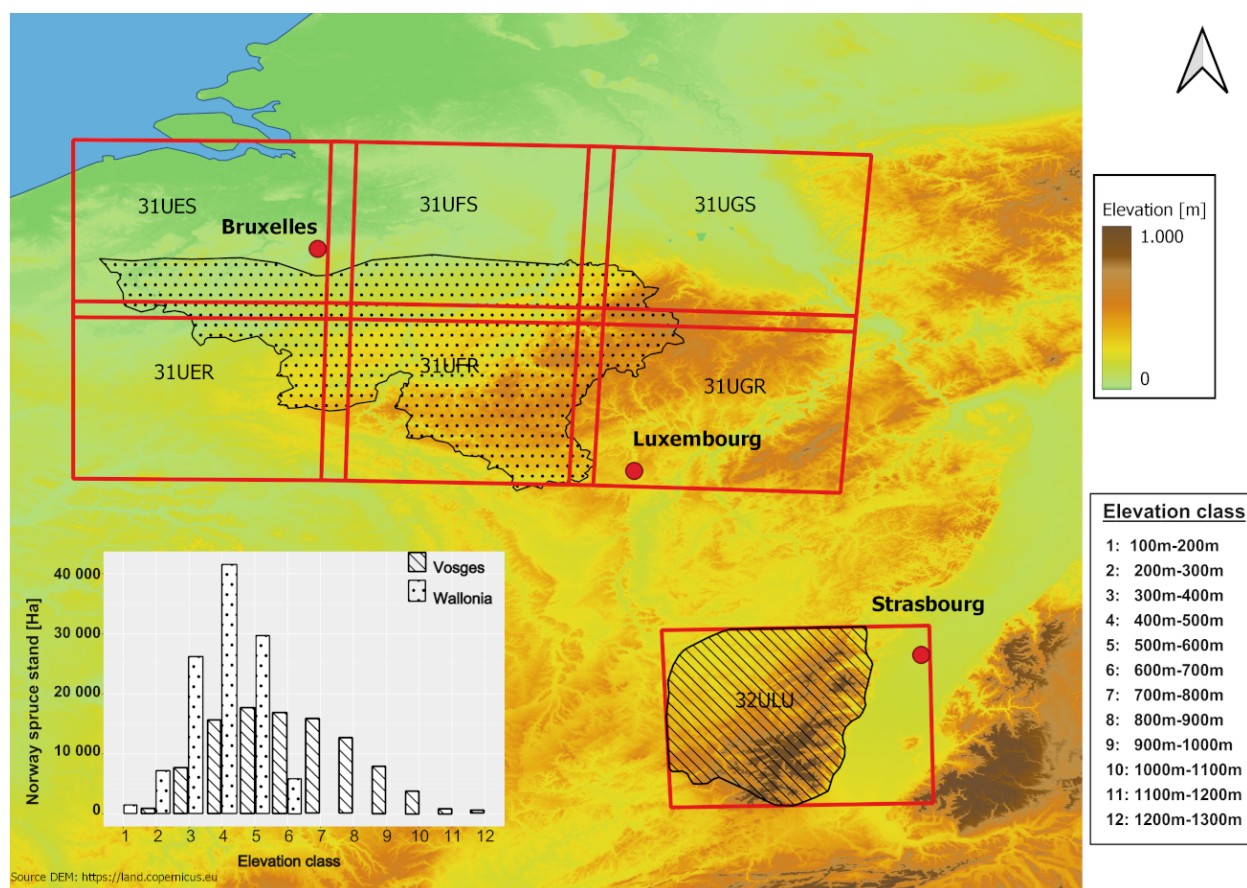 31UES
31UFS
31UGS
Bruxelles
31UER
31UFR
31UGR
Luxembourg
Strasbourg
32ULU
Elevation [m]
1.000
0
Elevation class
1: 100m-200m
2: 200m-300m
3: 300m-400m
4: 400m-500m
5: 500m-600m
6: 600m-700m
7: 700m-800m
8: 800m-900m
9: 900m-1000m
10: 1000m-1100m
11: 1100m-1200m
12: 1200m-1300m
Norway spruce stand [Ha]
40 000
30 000
20 000
10 000
0
Vosges
Wallonia
1 2 3 4 5 6 7 8 9 10 11 12
Elevation class
Source DEM: https://land.copernicus.eu